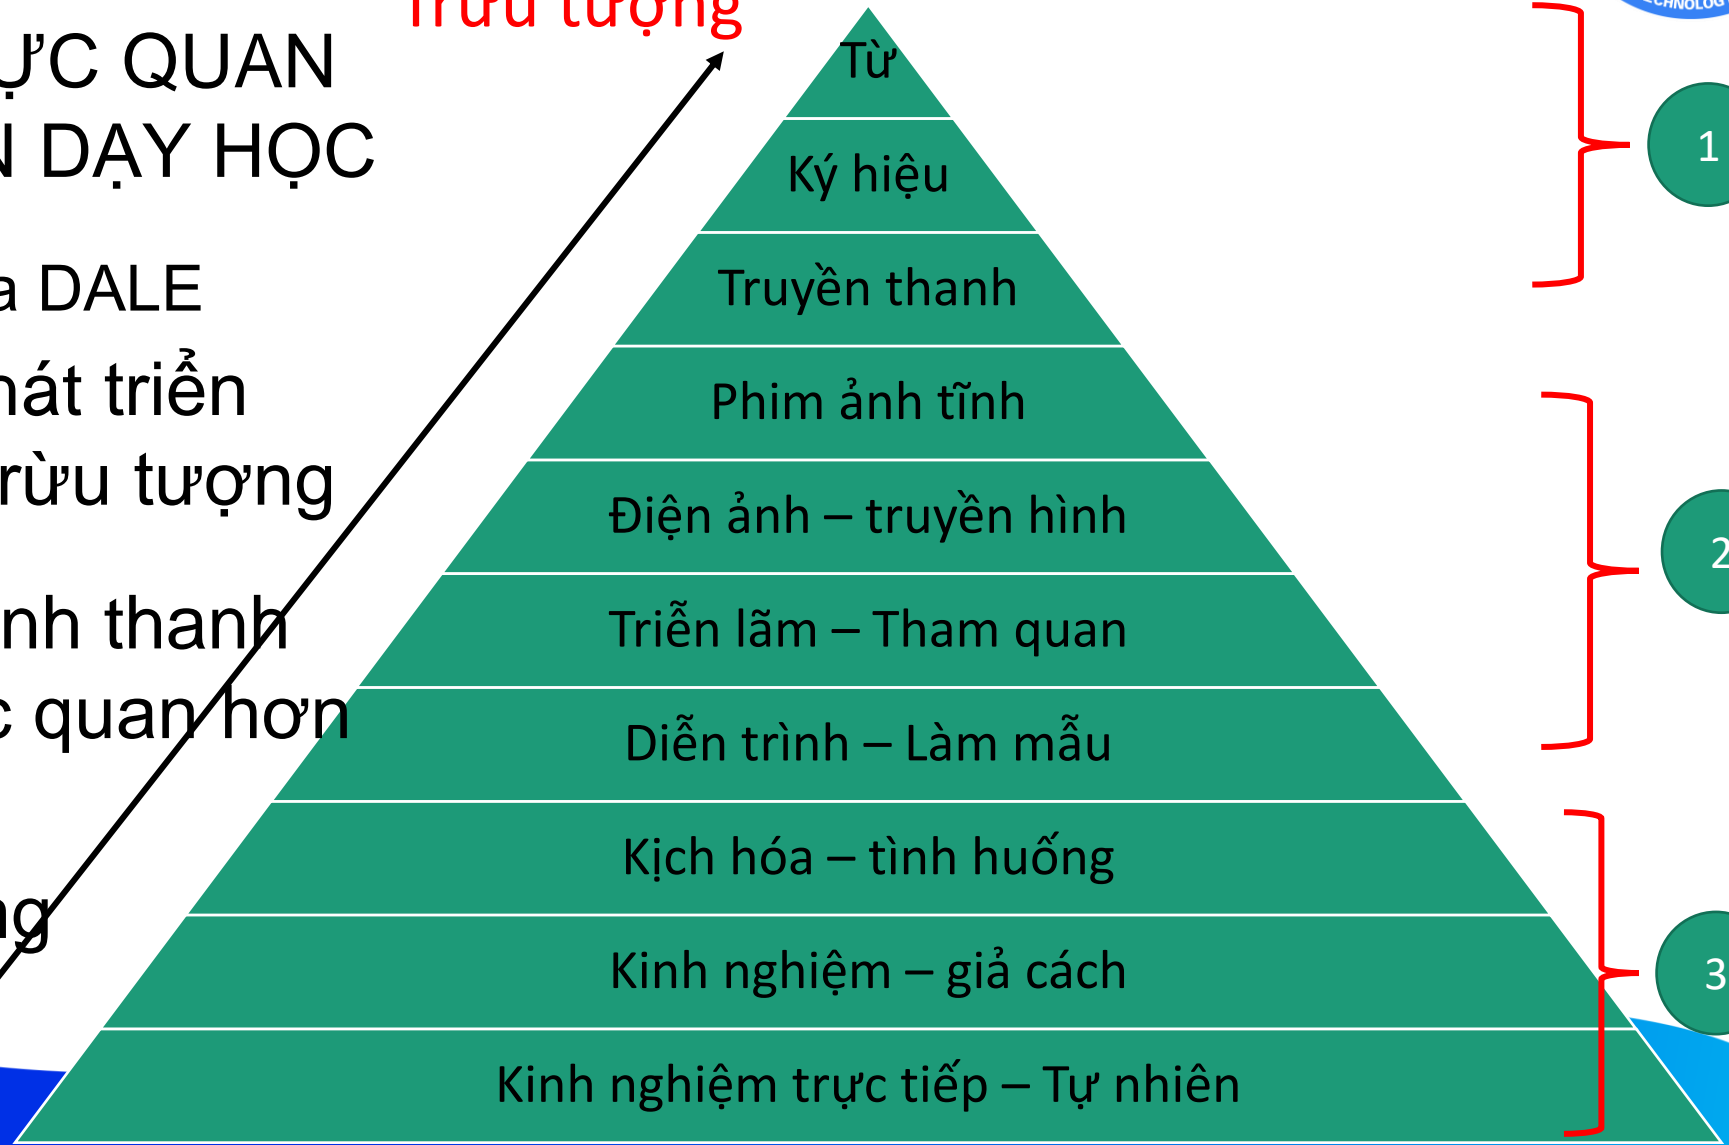 Trừu tượng
ỰC QUAN
N DẠY HỌC
a DALE
hát triển
rừu tượng
nh thanh
c quan hơn
ng
Từ
Ký hiệu
Truyền thanh
Phim ảnh tĩnh
Điện ảnh – truyền hình
Triễn lãm – Tham quan
Diễn trình – Làm mẫu
Kịch hóa – tình huống
Kinh nghiệm – giả cách
Kinh nghiệm trực tiếp – Tự nhiên
1
2
3